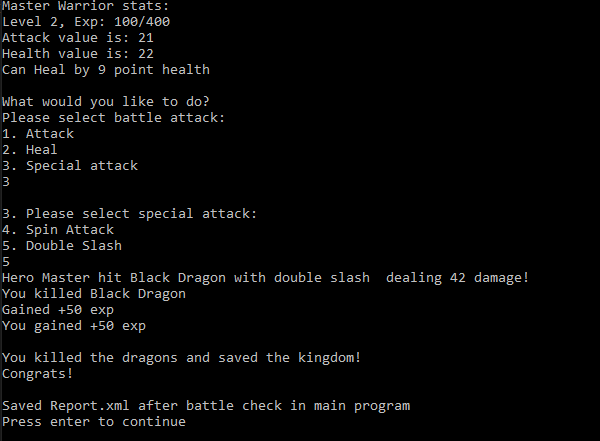 Master Warrior stats:
Level 2, Exp: 100/400
Attack value is: 21
Health value is: 22
Can Heal by 9 point health
What would you like to do?
Please select battle attack:
1. Attack
2. Heal
3. Special attack
3
3. Please select special attack:
4. Spin Attack
5. Double Slash
5
Hero Master hit Black Dragon with double slash  dealing 42 damage!
You killed Black Dragon
Gained +50 exp
You gained +50 exp
You killed the dragons and saved the kingdom!
Congrats!
Saved Report.xml after battle check in main program
Press enter to continue